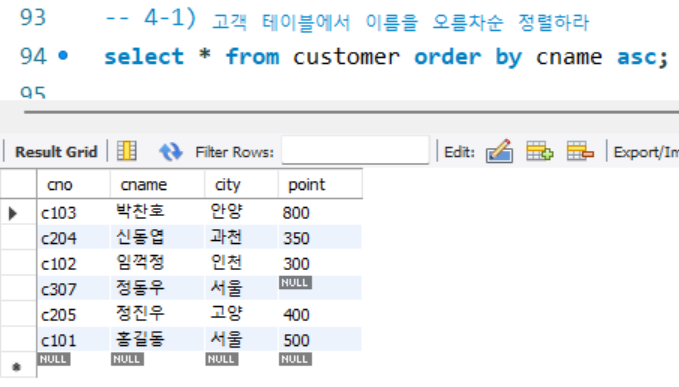 93 -- 4-1) 고객 테이블에서 이름을 오름차순 정렬하라
94 select * from customer order by cname asc;
95
Result Grid Filter Rows: Edit: Export/Im
cno cname city point
c103 박찬호 안양 800
c204 신동엽 과천 350
c102 임꺽정 인천 300
c307 정동우 서울 NULL
c205 정진우 고양 400
c101 홍길동 서울 500
NULL NULL NULL NULL